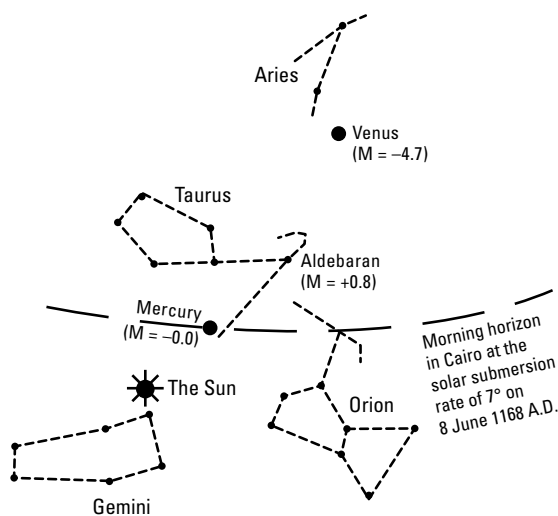 Aries
Venus
(M = –4.7)
Taurus
Aldebaran
(M = +0.8)
Mercury
(M = –0.0)
Morning horizon
in Cairo at the
solar submersion
rate of 7° on
8 June 1168 A.D.
The Sun
Orion
Gemini